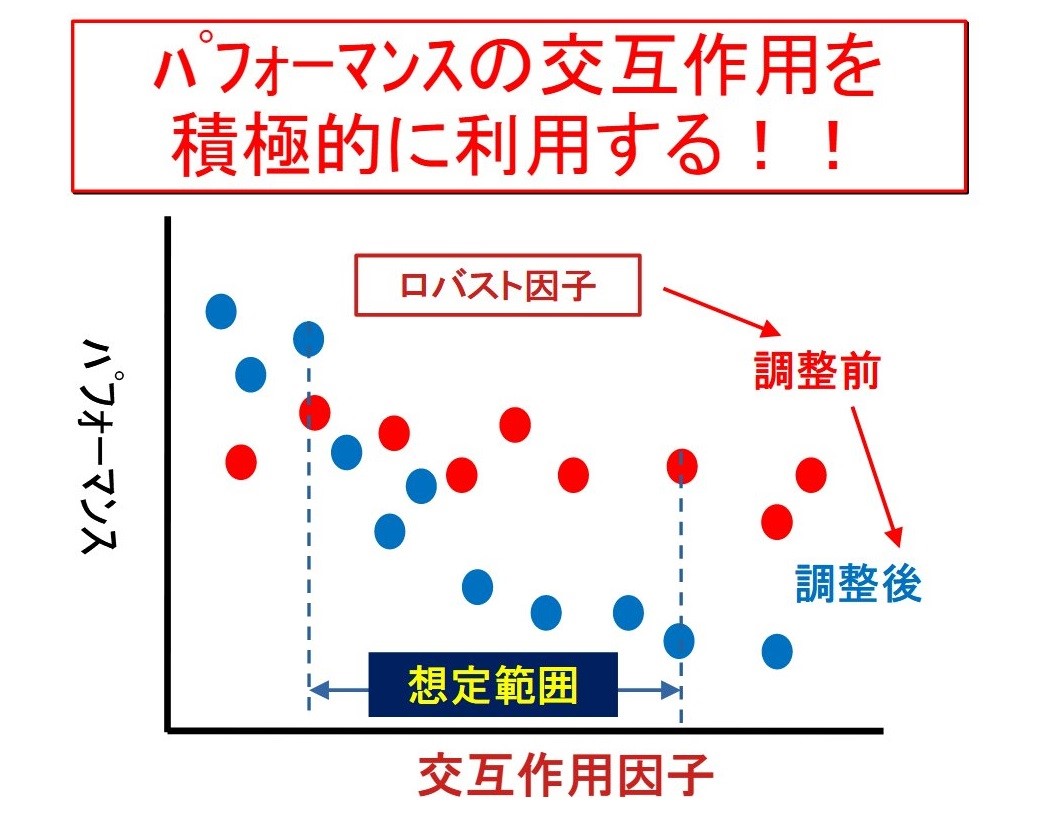 ﾊﾟﾌｫｰﾏﾝｽの交互作用を
積極的に利用する！！
ロバスト因子
調整前
ﾊﾟﾌｫｰﾏﾝｽ
調整後
想定範囲
交互作用因子